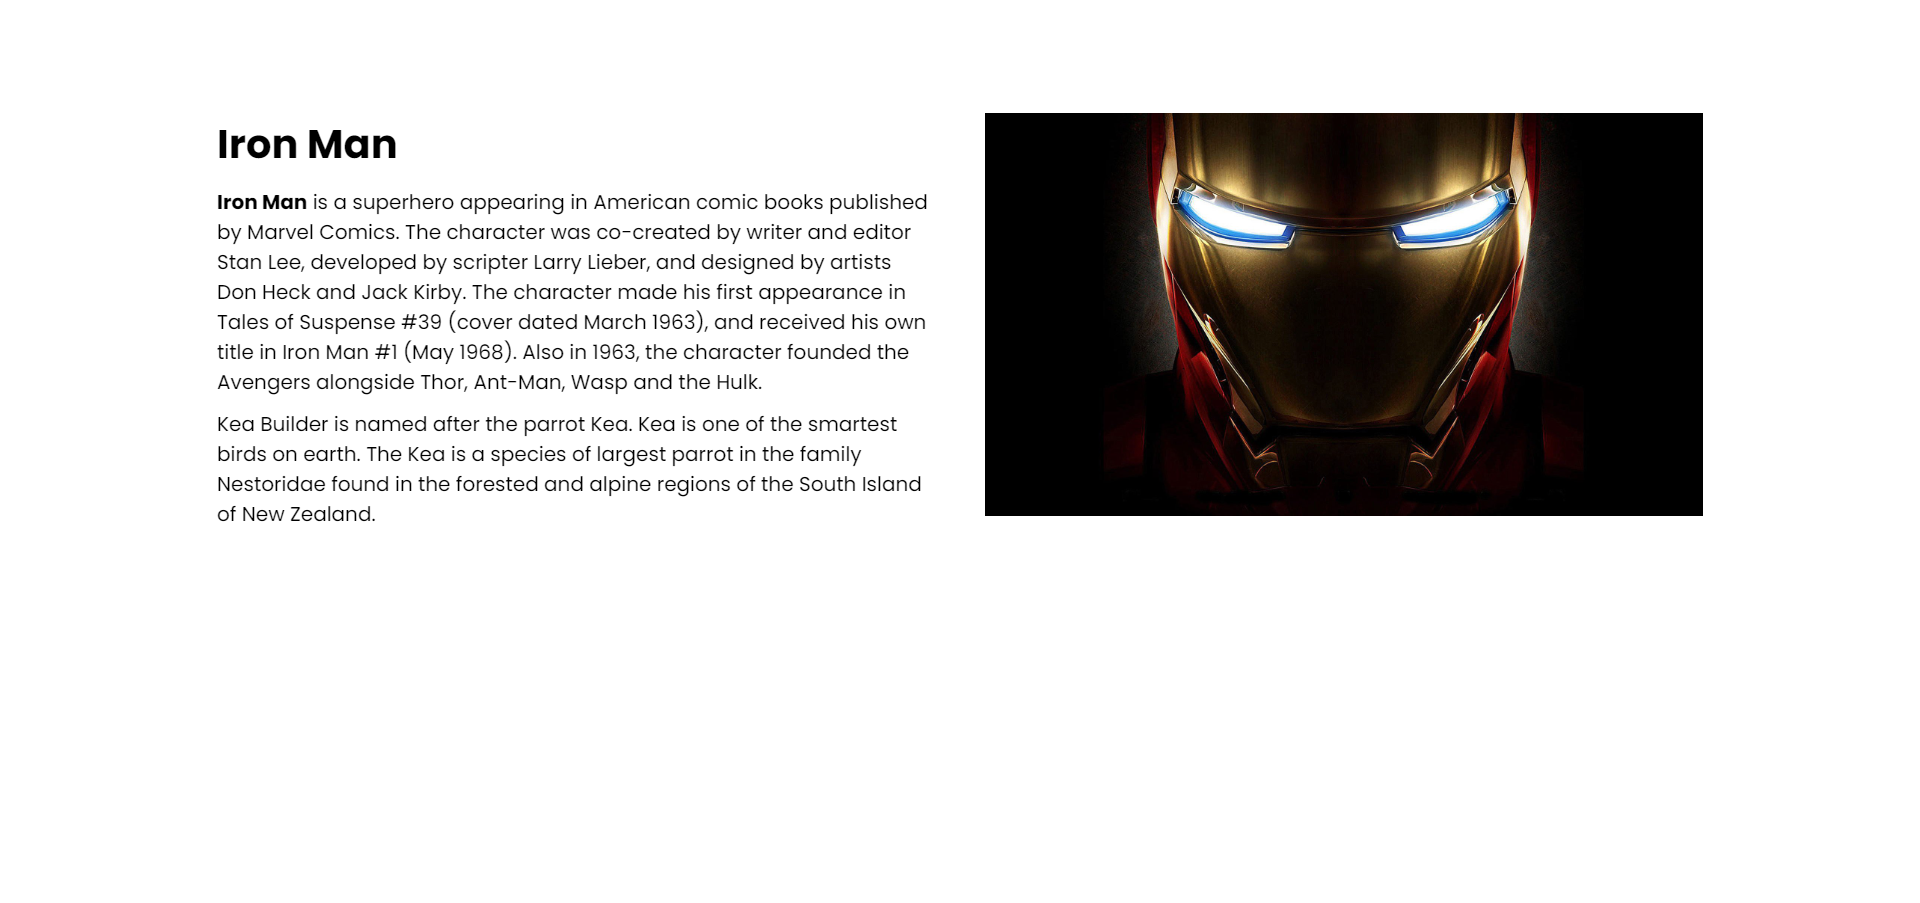 Iron Man
Iron Man is a superhero appearing in American comic books published
by Marvel Comics. The character was co-created by writer and editor
Stan Lee, developed by scripter Larry Lieber, and designed by artists
Don Heck and Jack Kirby. The character made his first appearance in
Tales of Suspense #39 (cover dated March 1963), and received his own
title in Iron Man #1 (May 1968). Also in 1963, the character founded the
Avengers alongside Thor, Ant-Man, Wasp and the Hulk.
Kea Builder is named after the parrot Kea. Kea is one of the smartest
birds on earth. The Kea is a species of largest parrot in the family
Nestoridae found in the forested and alpine regions of the South Island
of New Zealand.